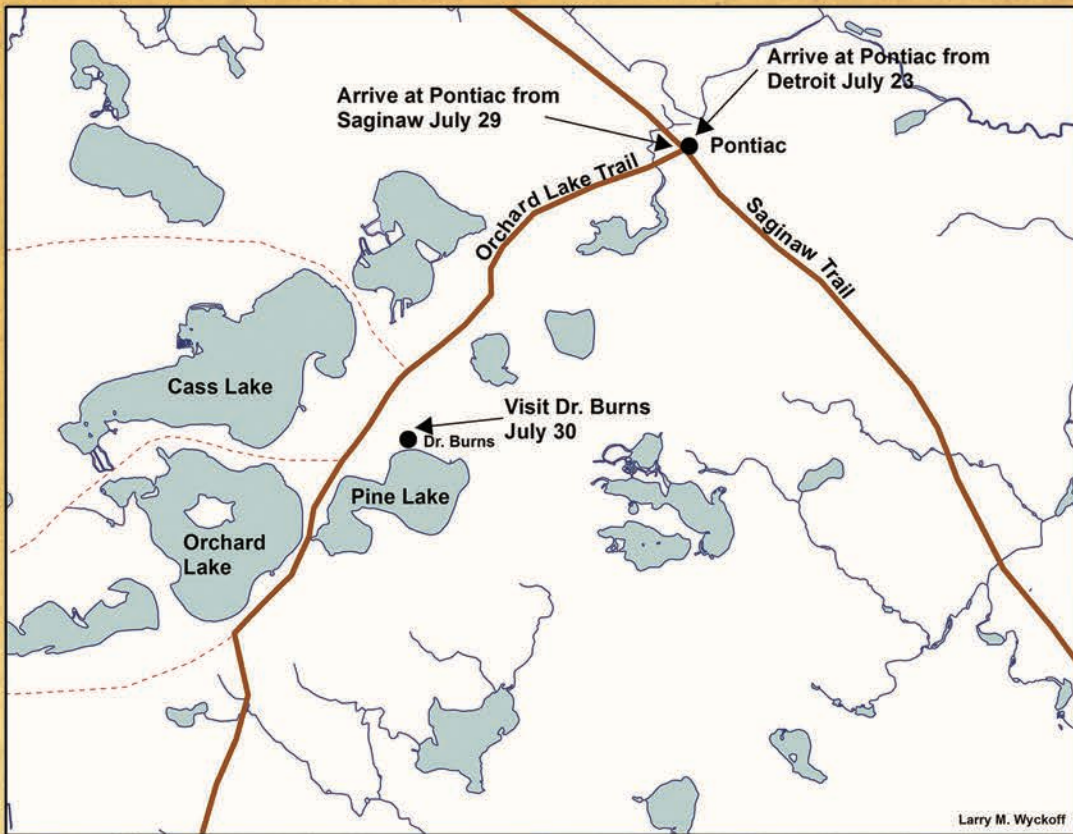 Arrive at Pontiac from
Detroit July 23
Arrive at Pontiac from
Saginaw July 29
Pontiac
Orchard Lake Trail
Saginaw Trail
Cass Lake
Visit Dr. Burns
July 30
Dr. Burns
Pine Lake
Orchard
Lake
Larry M. Wyckoff